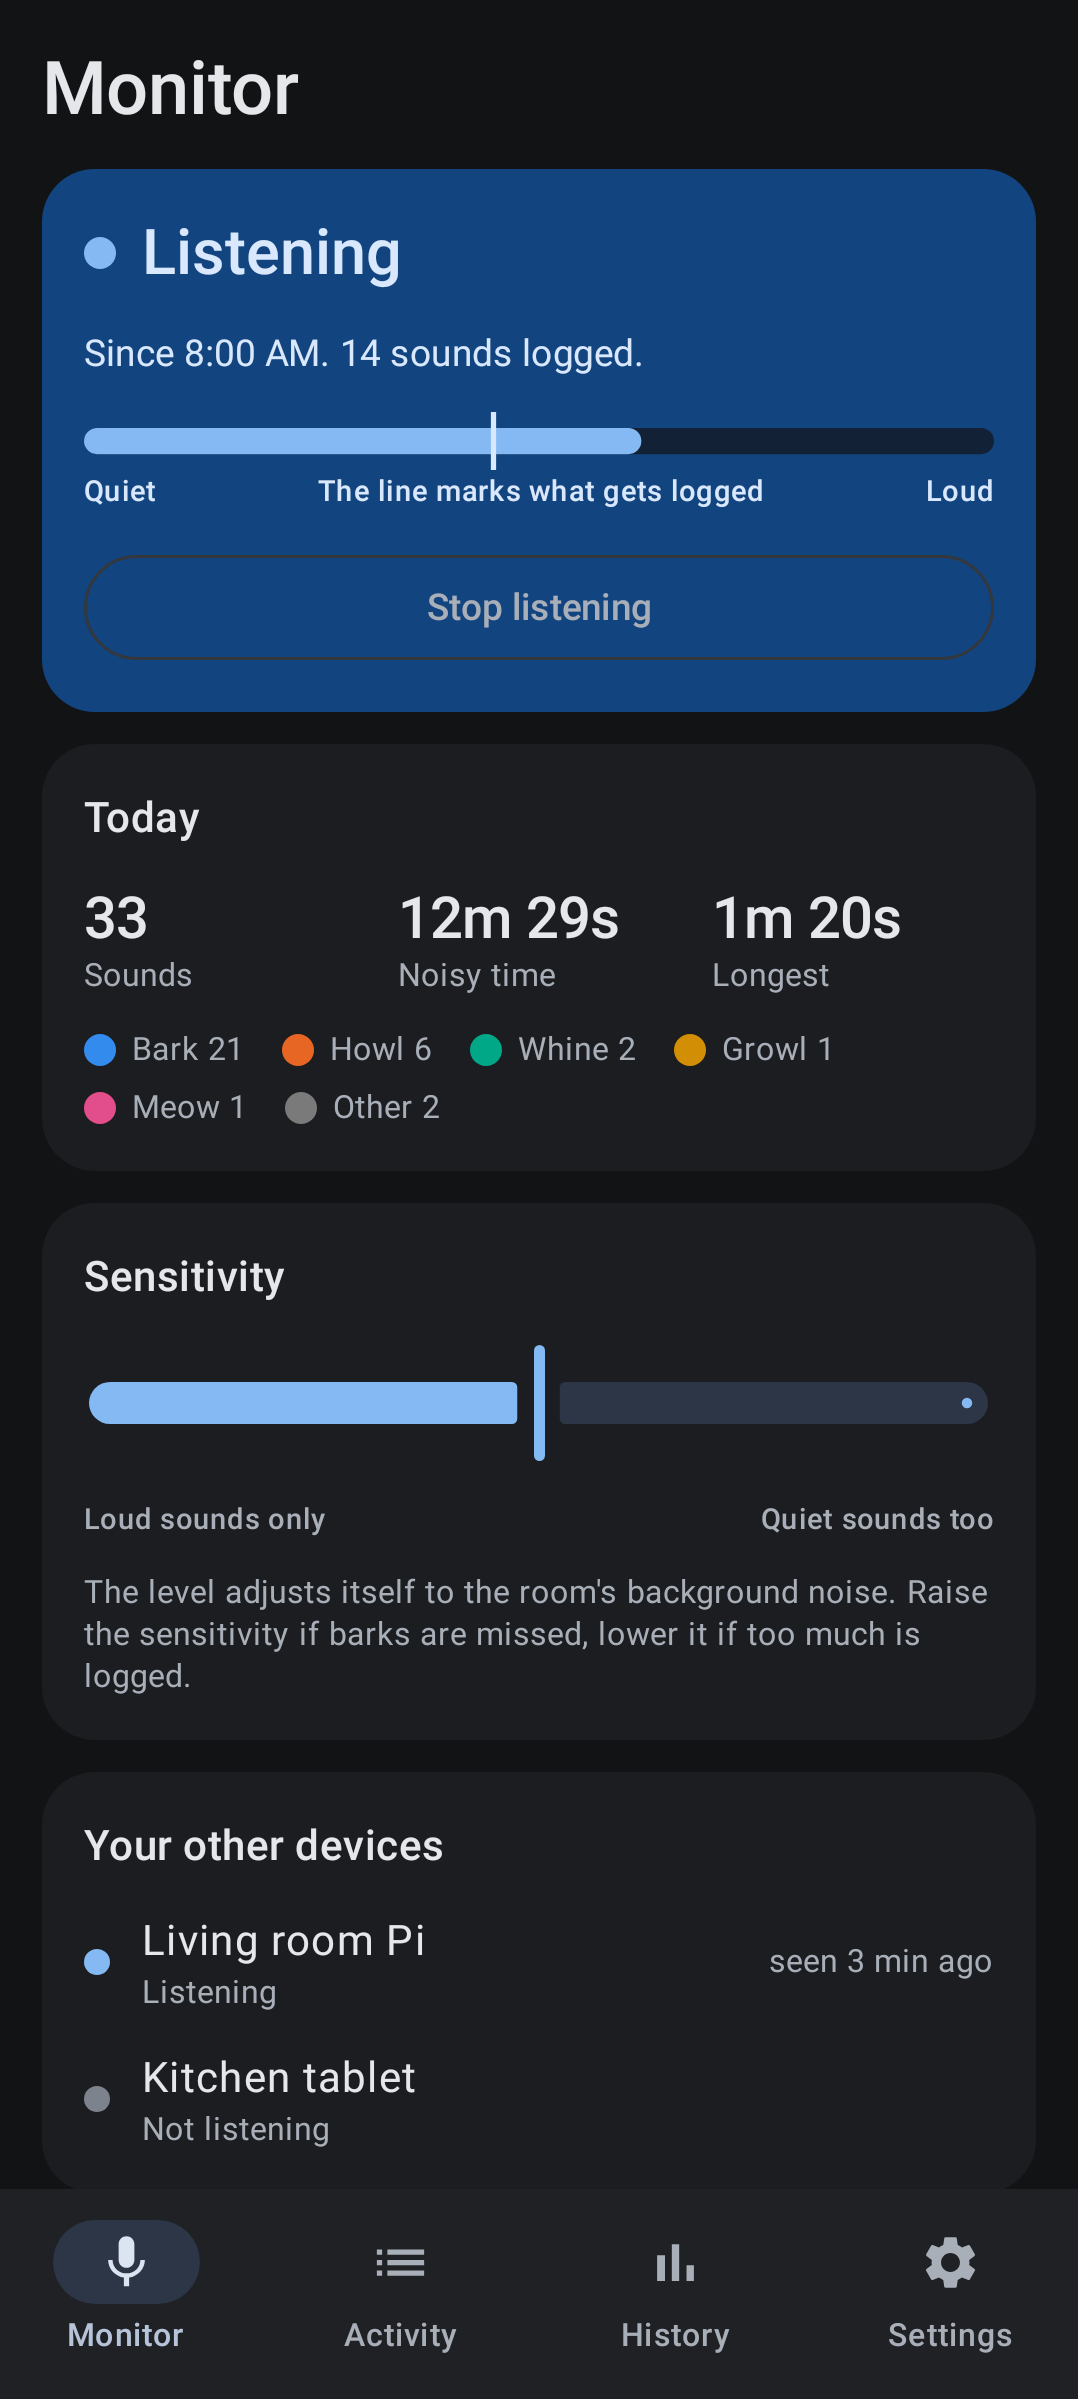 Monitor
Listening
Since 8:00 AM. 14 sounds logged.
Quiet
The line marks what gets logged
Loud
Stop listening
Today
33
12m 29s
1m 20s
Sounds
Noisy time
Longest
Bark 21
Howl 6
Whine 2
Growl 1
Meow 1
Other 2
Sensitivity
Loud sounds only
Quiet sounds too
The level adjusts itself to the room's background noise. Raise
the sensitivity if barks are missed, lower it if too much is
logged.
Your other devices
Living room Pi
Listening
seen 3 min ago
Kitchen tablet
Not listening
Monitor
Activity
History
Settings